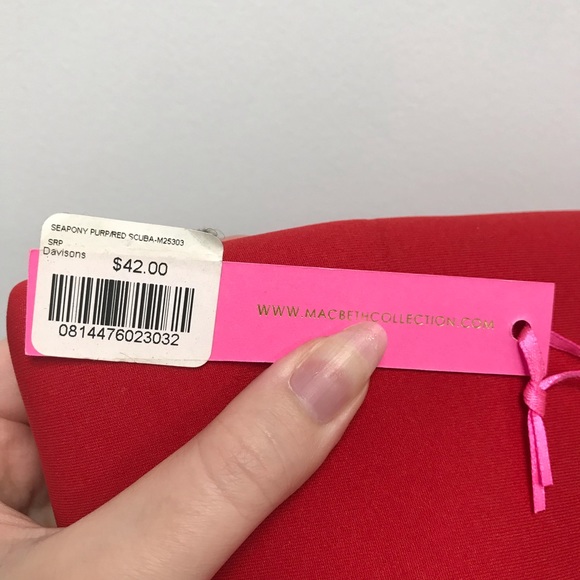 SEAPONY PURP/RED SCUBA-M25303
SRP
Davisons
$42.00
0814476023032
WWW.MACBETHCOLLECTION.COM